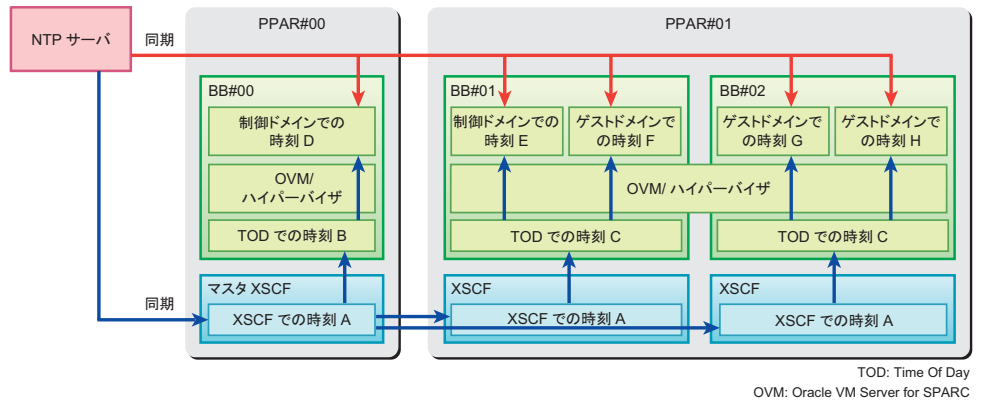 NTP サーバ
同期
PPAR#00
PPAR#01
BB#00
制御ドメインでの
時刻 D
OVM/
ハイパーバイザ
TOD での時刻 B
BB#01
制御ドメインでの
時刻 E
ゲストドメインで
の時刻 F
BB#02
ゲストドメインで
の時刻 G
ゲストドメインで
の時刻 H
OVM/ ハイパーバイザ
TOD での時刻 C
TOD での時刻 C
同期
マスタ XSCF
XSCF での時刻 A
XSCF
XSCF での時刻 A
XSCF
XSCF での時刻 A
TOD: Time Of Day
OVM: Oracle VM Server for SPARC